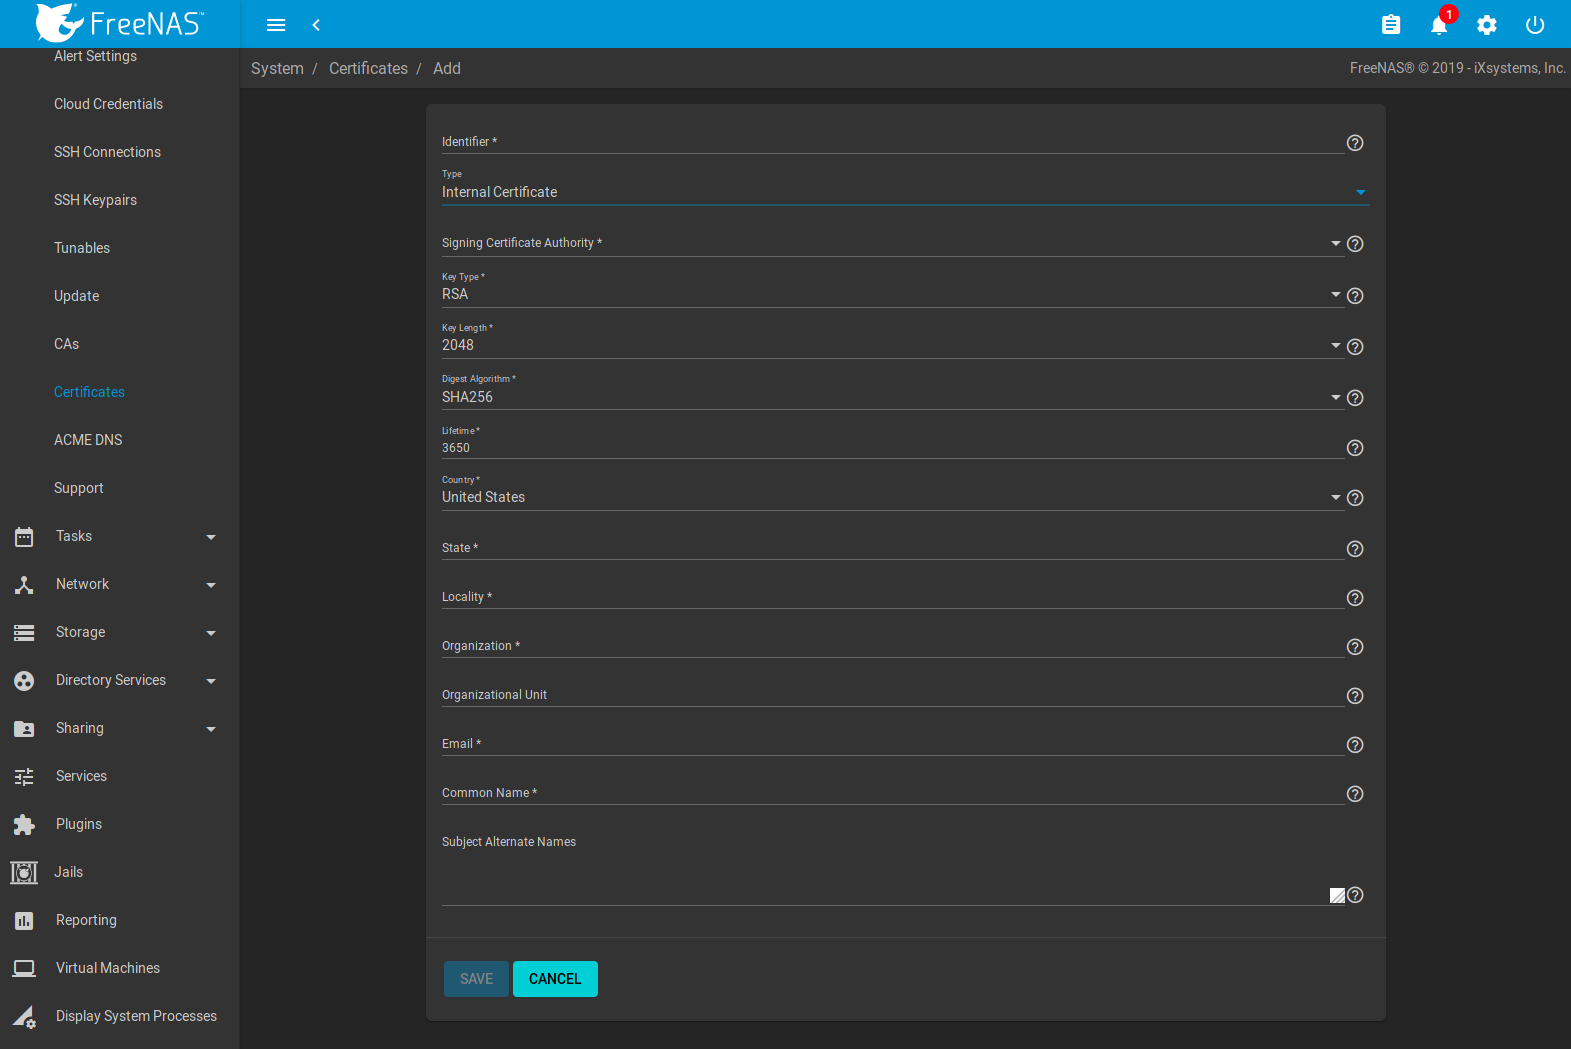 FreeNAS™
1
System / Certificates / Add
FreeNAS® © 2019 - iXsystems, Inc.
Alert Settings
Cloud Credentials
SSH Connections
SSH Keypairs
Tunables
Update
CAs
Certificates
ACME DNS
Support
Tasks
Network
Storage
Directory Services
Sharing
Services
Plugins
Jails
Reporting
Virtual Machines
Display System Processes
Identifier *
Type
Internal Certificate
Signing Certificate Authority *
Key Type *
RSA
Key Length *
2048
Digest Algorithm *
SHA256
Lifetime *
3650
Country *
United States
State *
Locality *
Organization *
Organizational Unit
Email *
Common Name *
Subject Alternate Names
SAVE CANCEL